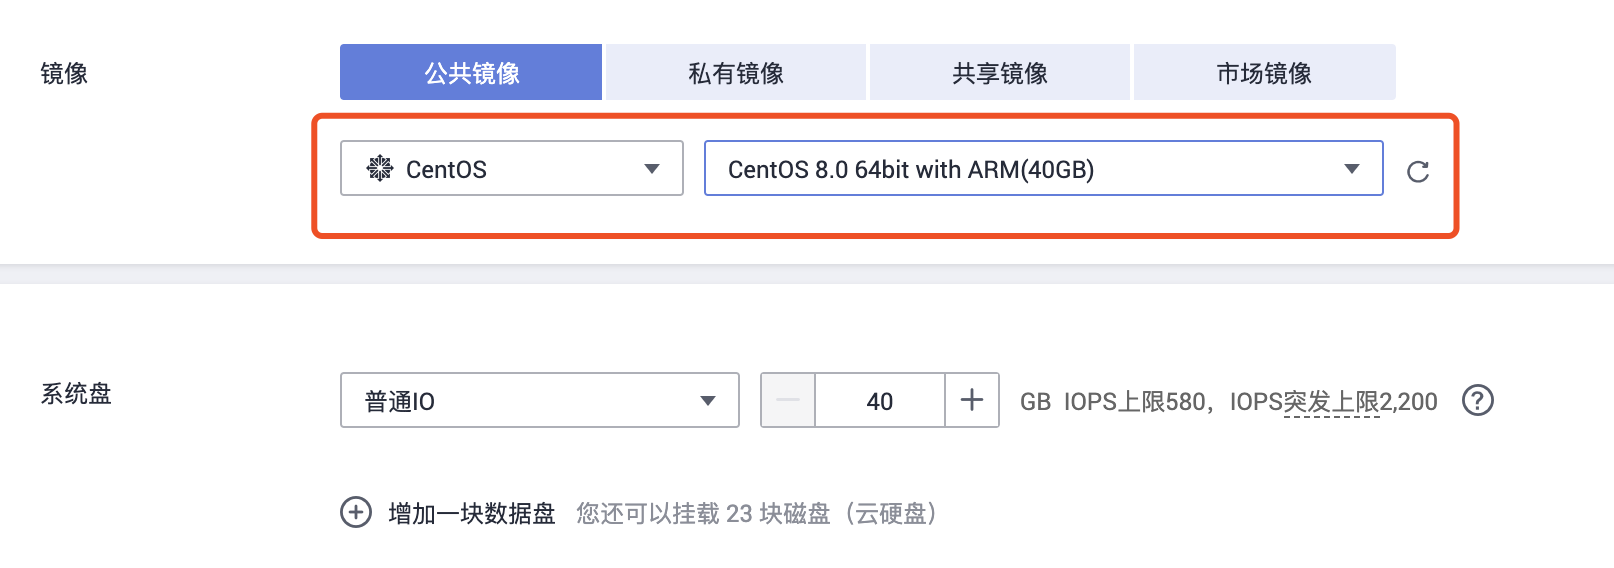 镜像
公共镜像 私有镜像 共享镜像 市场镜像
CentOS CentOS 8.0 64bit with ARM(40GB)
系统盘
普通IO 40 GB IOPS上限580，IOPS突发上限2,200
增加一块数据盘 您还可以挂载 23 块磁盘（云硬盘）